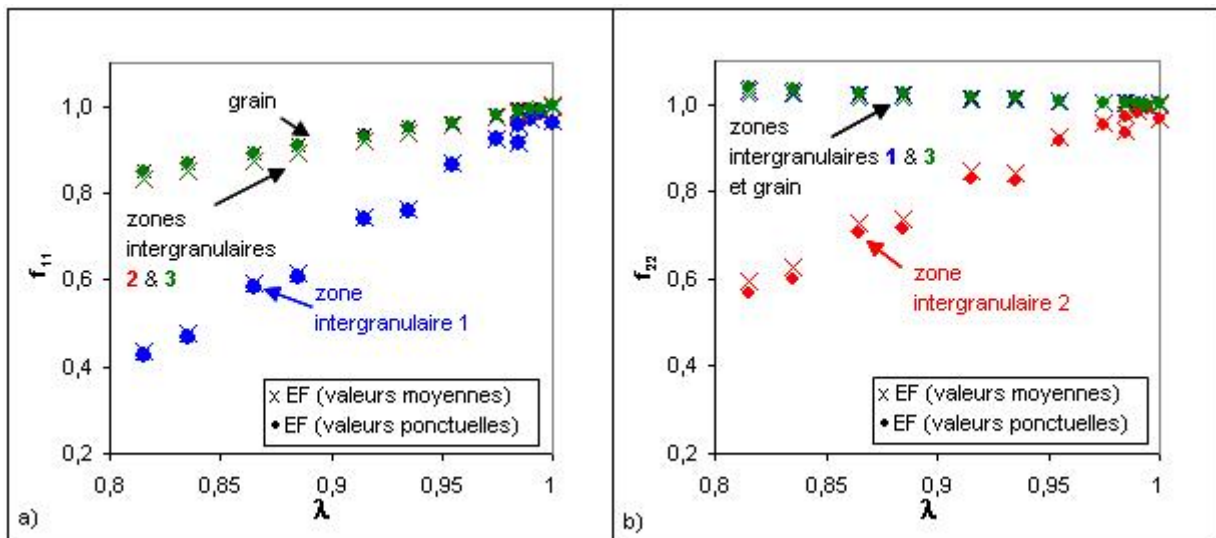 1,0
0,8
0,6
0,4
0,2
f11
grain
zones
intergranulaires
2 & 3
zone
intergranulaire 1
× EF (valeurs moyennes)
• EF (valeurs ponctuelles)
0,8 0,85 0,9 0,95 1
λ
a)
1,0
0,8
0,6
0,4
0,2
f22
zones
intergranulaires 1 & 3
et grain
zone
intergranulaire 2
× EF (valeurs moyennes)
• EF (valeurs ponctuelles)
0,8 0,85 0,9 0,95 1
λ
b)